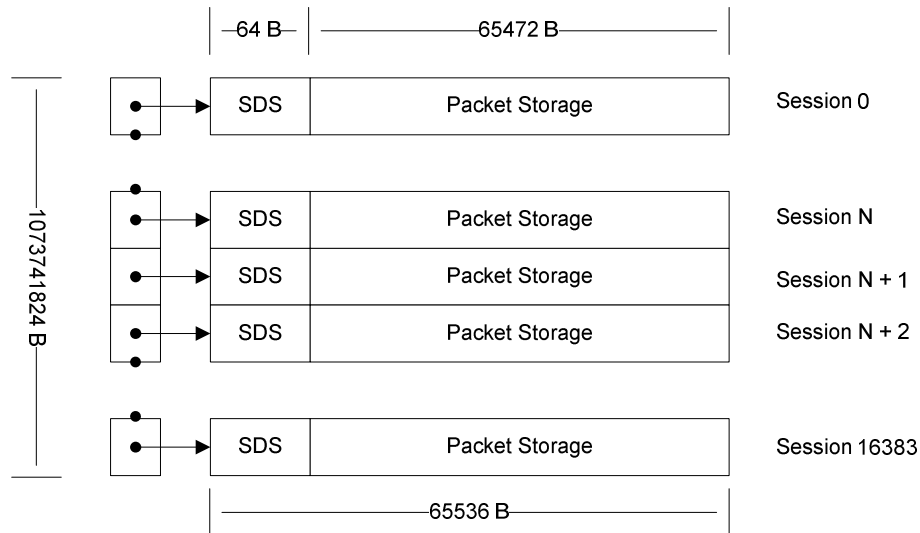 64 B
65472 B
SDS
Packet Storage
Session 0
1073741824 B
SDS
Packet Storage
Session N
SDS
Packet Storage
Session N + 1
SDS
Packet Storage
Session N + 2
SDS
Packet Storage
Session 16383
65536 B